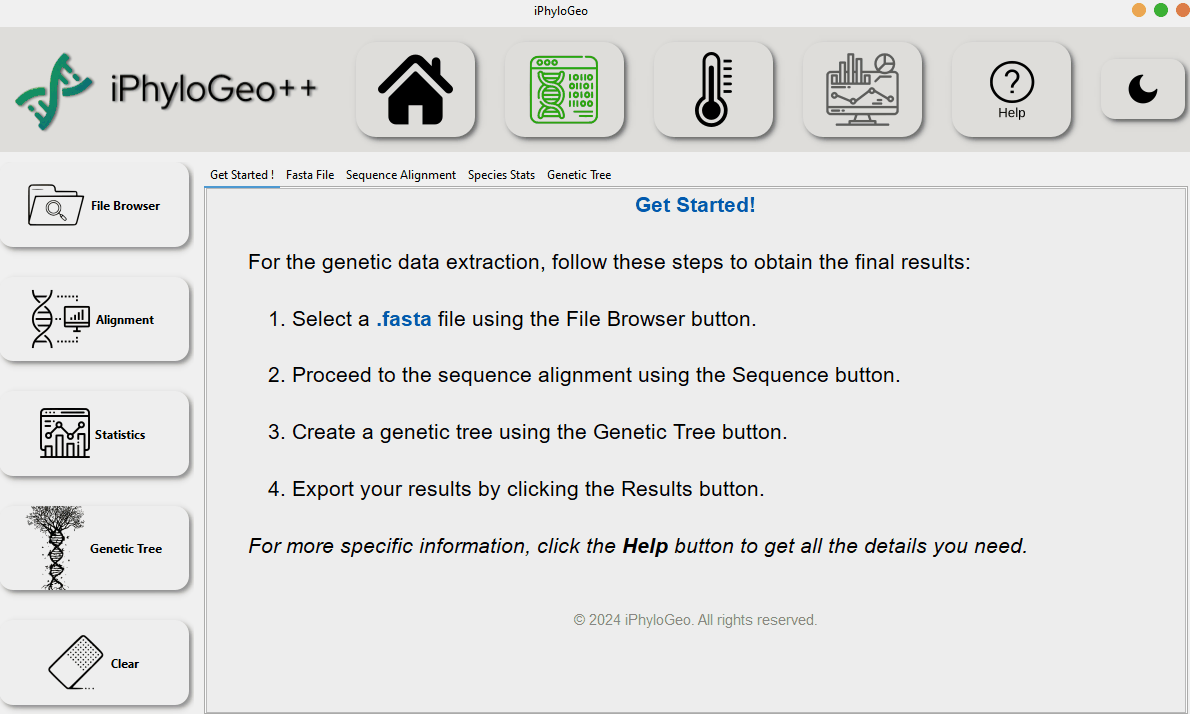 iPhyloGeo
iPhyloGeo++
Help
Get Started ! Fasta File Sequence Alignment Species Stats Genetic Tree
File Browser
Alignment
Statistics
Genetic Tree
Clear
Get Started!
For the genetic data extraction, follow these steps to obtain the final results:
1. Select a .fasta file using the File Browser button.
2. Proceed to the sequence alignment using the Sequence button.
3. Create a genetic tree using the Genetic Tree button.
4. Export your results by clicking the Results button.
For more specific information, click the Help button to get all the details you need.
© 2024 iPhyloGeo. All rights reserved.